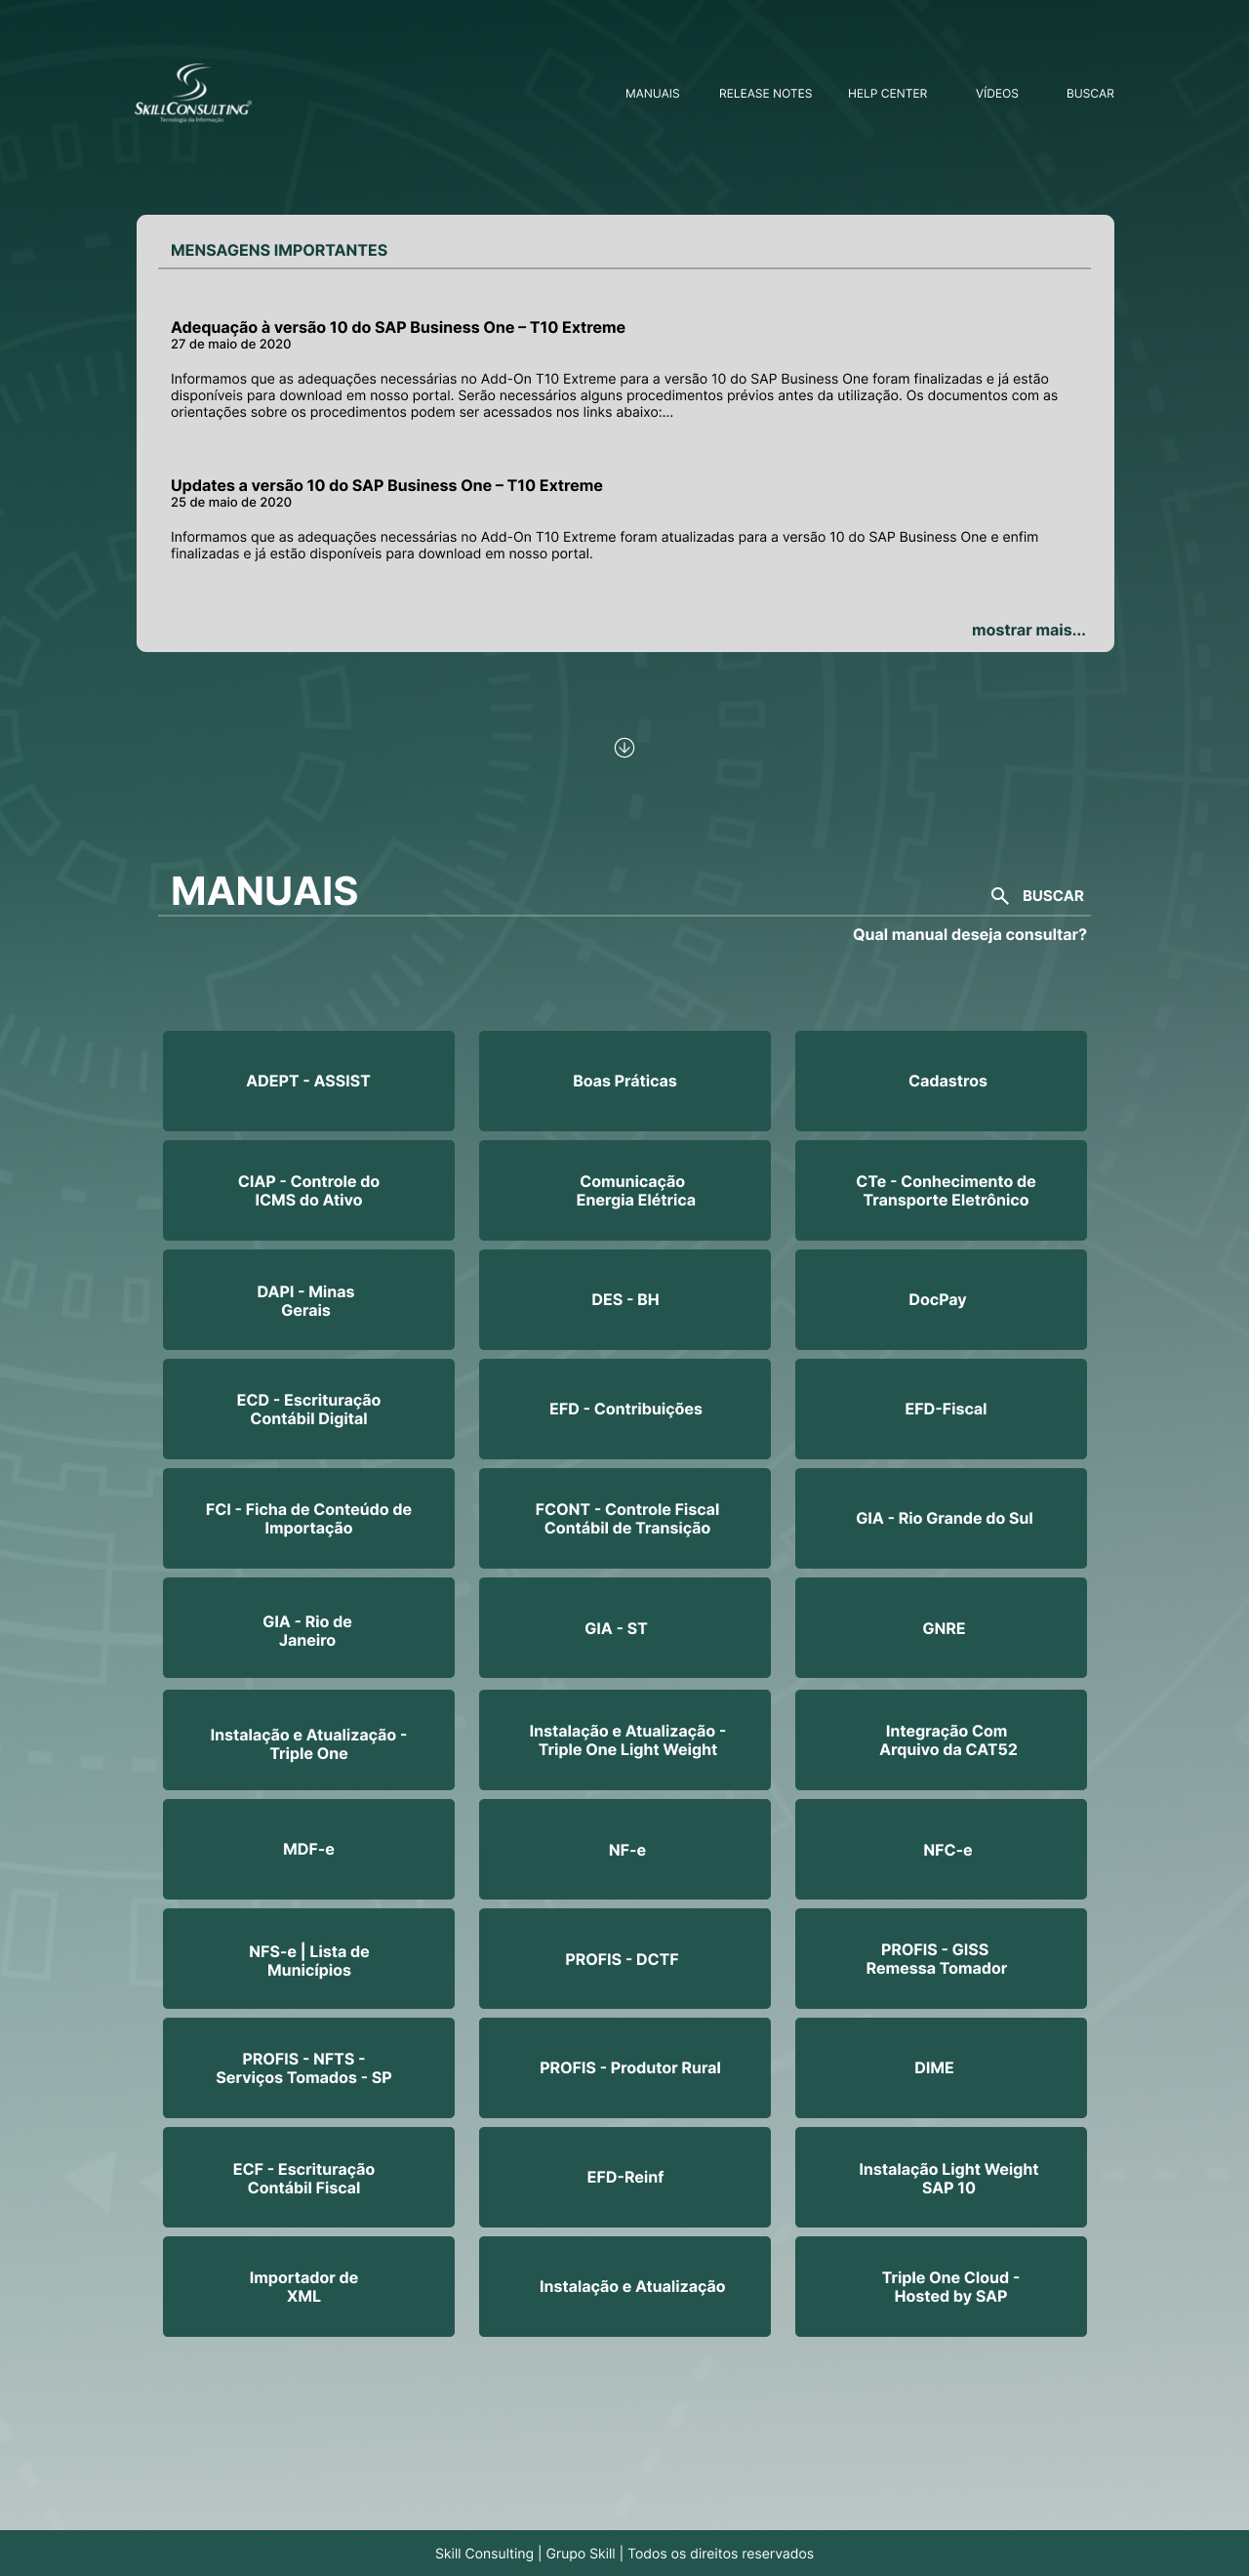 SKILLCONSULTING®
Tecnologia da Informação
MANUAIS
RELEASE NOTES
HELP CENTER
VÍDEOS
BUSCAR
MENSAGENS IMPORTANTES
Adequação à versão 10 do SAP Business One – T10 Extreme
27 de maio de 2020
Informamos que as adequações necessárias no Add-On T10 Extreme para a versão 10 do SAP Business One foram finalizadas e já estão
disponíveis para download em nosso portal. Serão necessários alguns procedimentos prévios antes da utilização. Os documentos com as
orientações sobre os procedimentos podem ser acessados nos links abaixo:...
Updates a versão 10 do SAP Business One – T10 Extreme
25 de maio de 2020
Informamos que as adequações necessárias no Add-On T10 Extreme foram atualizadas para a versão 10 do SAP Business One e enfim
finalizadas e já estão disponíveis para download em nosso portal.
mostrar mais...
MANUAIS
BUSCAR
Qual manual deseja consultar?
ADEPT - ASSIST
Boas Práticas
Cadastros
CIAP - Controle do
ICMS do Ativo
Comunicação
Energia Elétrica
CTe - Conhecimento de
Transporte Eletrônico
DAPI - Minas
Gerais
DES - BH
DocPay
ECD - Escrituração
Contábil Digital
EFD - Contribuições
EFD-Fiscal
FCI - Ficha de Conteúdo de
Importação
FCONT - Controle Fiscal
Contábil de Transição
GIA - Rio Grande do Sul
GIA - Rio de
Janeiro
GIA - ST
GNRE
Instalação e Atualização -
Triple One
Instalação e Atualização -
Triple One Light Weight
Integração Com
Arquivo da CAT52
MDF-e
NF-e
NFC-e
NFS-e | Lista de
Municípios
PROFIS - DCTF
PROFIS - GISS
Remessa Tomador
PROFIS - NFTS -
Serviços Tomados - SP
PROFIS - Produtor Rural
DIME
ECF - Escrituração
Contábil Fiscal
EFD-Reinf
Instalação Light Weight
SAP 10
Importador de
XML
Instalação e Atualização
Triple One Cloud -
Hosted by SAP
Skill Consulting | Grupo Skill | Todos os direitos reservados